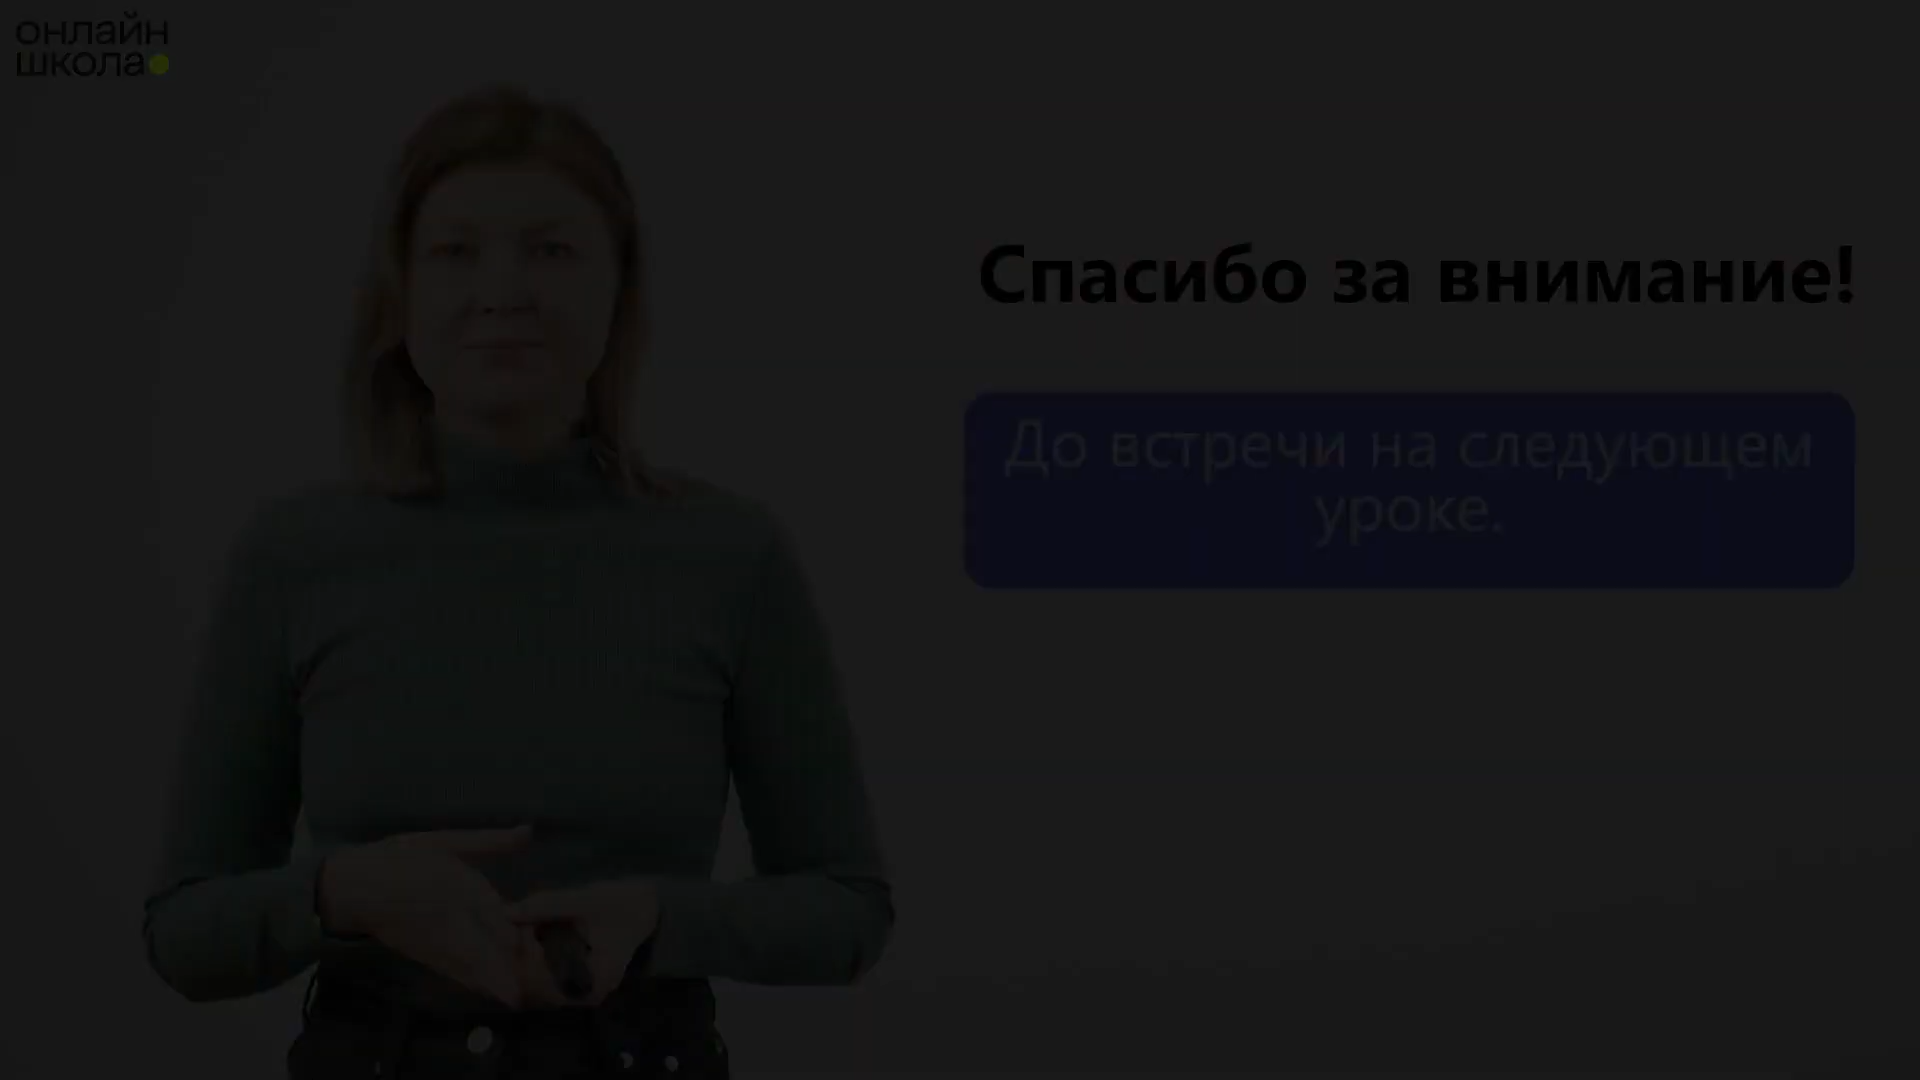 онлайн
школа
Спасибо за внимание!
До встречи на следующем
уроке.